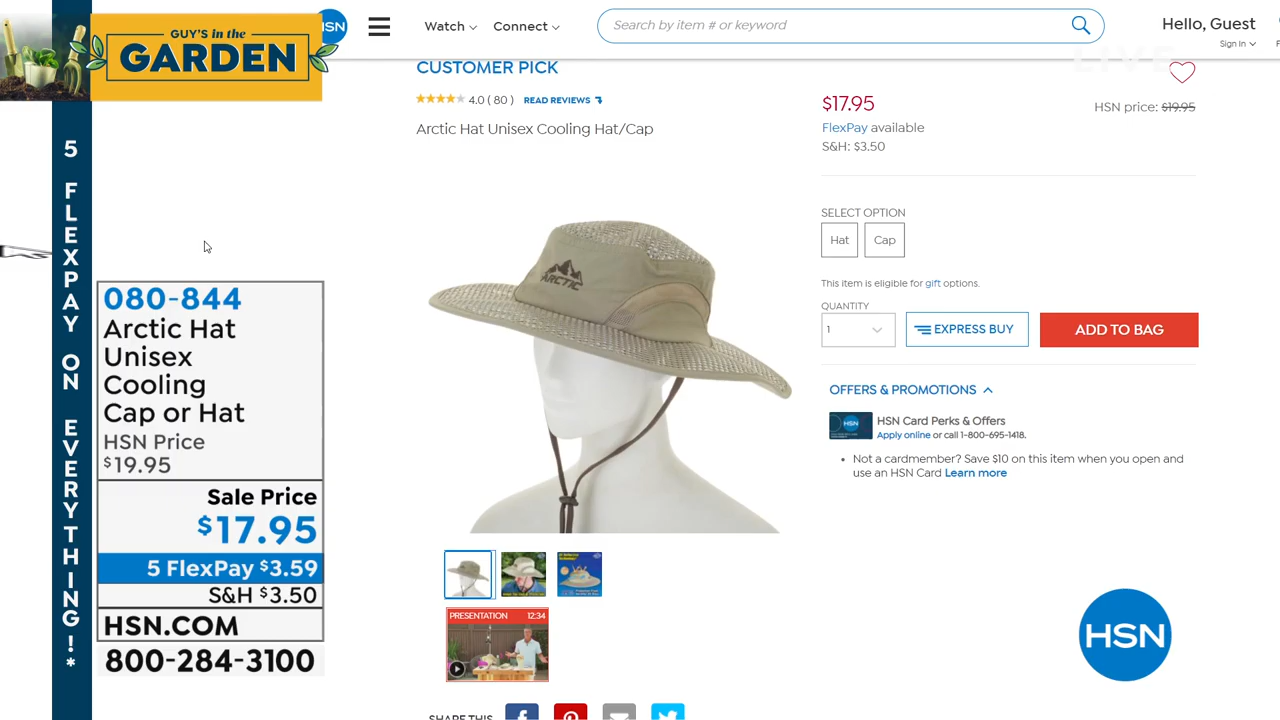 GUY'S in the
GARDEN
HSN
Watch
Connect
Search by item # or keyword
Hello, Guest
Sign In
LIVE
5 FLEXPAY ON EVERYTHING!*
080-844
Arctic Hat
Unisex
Cooling
Cap or Hat
HSN Price
$19.95
Sale Price
$17.95
5 FlexPay $3.59
S&H $3.50
HSN.COM
800-284-3100
CUSTOMER PICK
4.0 ( 80 ) READ REVIEWS
Arctic Hat Unisex Cooling Hat/Cap
ARCTIC
PRESENTATION 12:34
SHARE THIS
$17.95
HSN price: $19.95
FlexPay available
S&H: $3.50
SELECT OPTION
Hat
Cap
This item is eligible for gift options.
QUANTITY
1
EXPRESS BUY
ADD TO BAG
OFFERS & PROMOTIONS
HSN
HSN Card Perks & Offers
Apply online or call 1-800-695-1418.
• Not a cardmember? Save $10 on this item when you open and
use an HSN Card Learn more
HSN